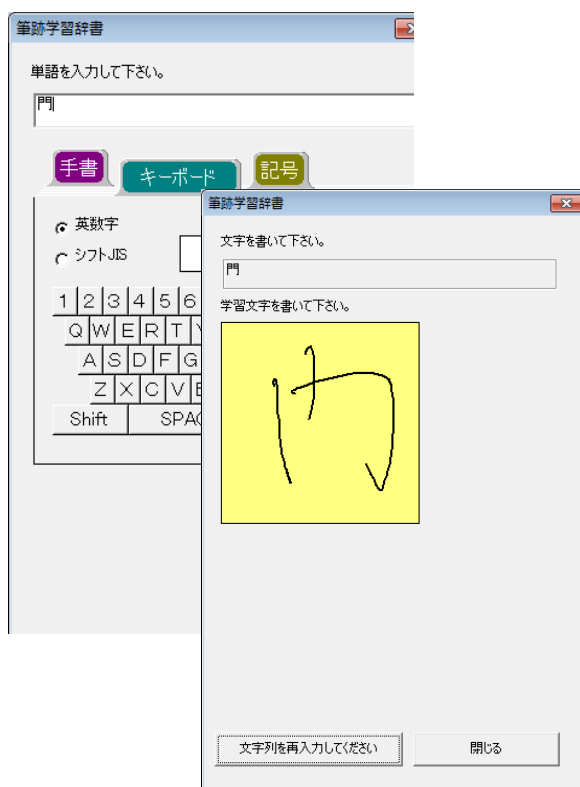 筆跡学習辞書
単語を入力して下さい。
門
手書 キーボード 記号
英数字
シフトJIS
1 2 3 4 5 6
Q W E R T
A S D F G
Z X C V
Shift SPAC
筆跡学習辞書
文字を書いて下さい。
門
学習文字を書いて下さい。
門
文字列を再入力してください 閉じる